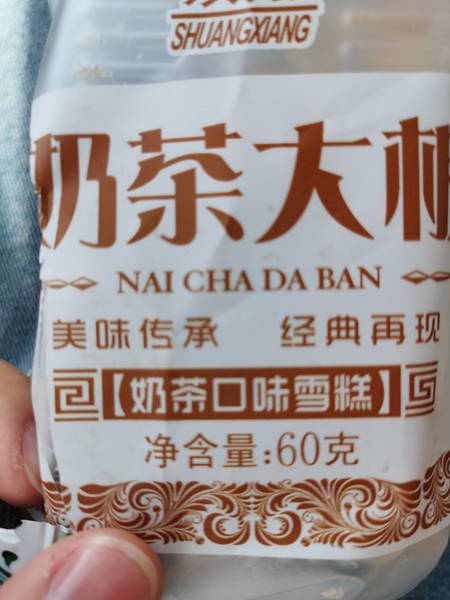 SHUANGXIANG
奶茶大板
NAI CHA DA BAN
美味传承 经典再现
【奶茶口味雪糕】
净含量:60克